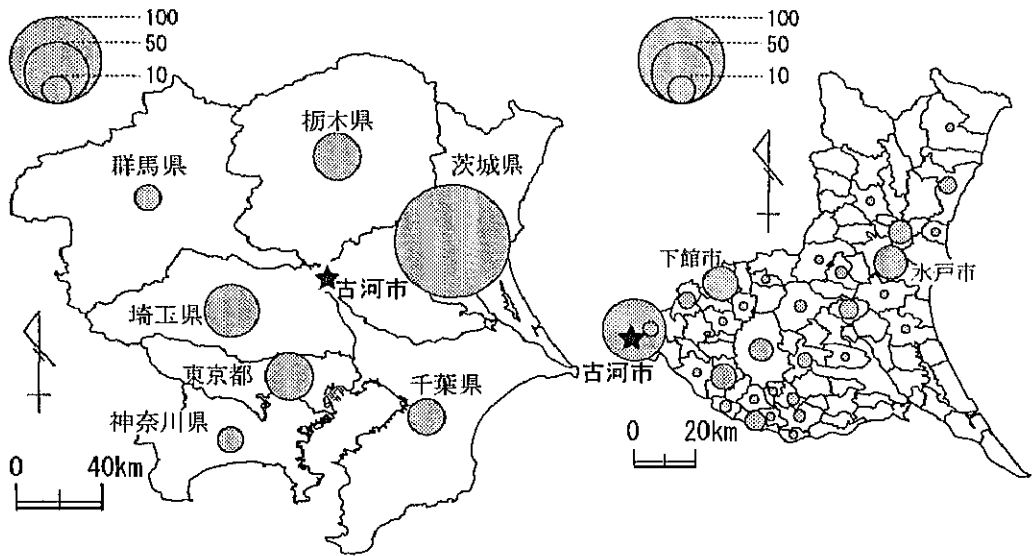 100
50
10
栃木県
群馬県
茨城県
古河市
埼玉県
東京都
千葉県
神奈川県
0 40km
100
50
10
下館市
水戸市
古河市
0 20km